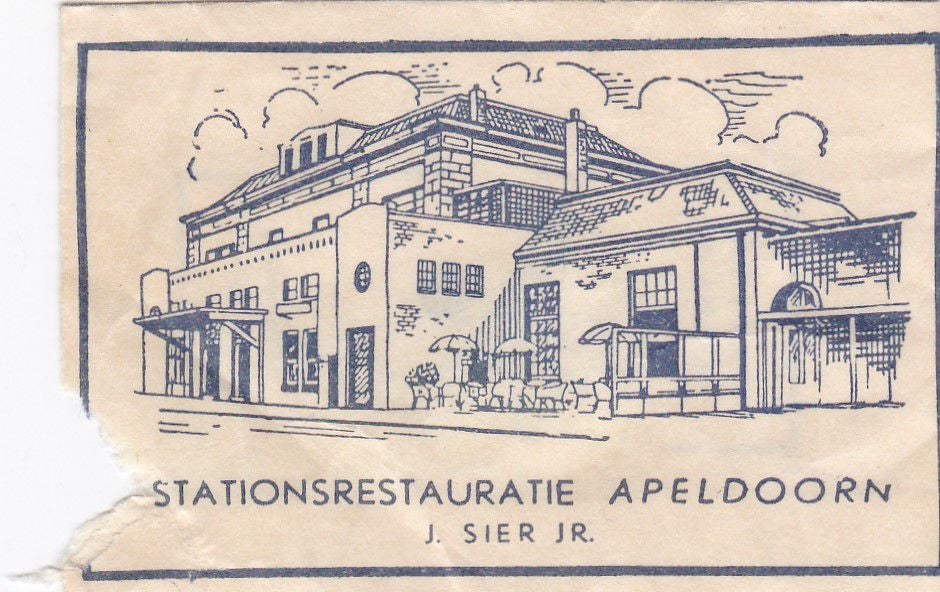 STATIONSRESTAURATIE APELDOORN
J. SIER JR.